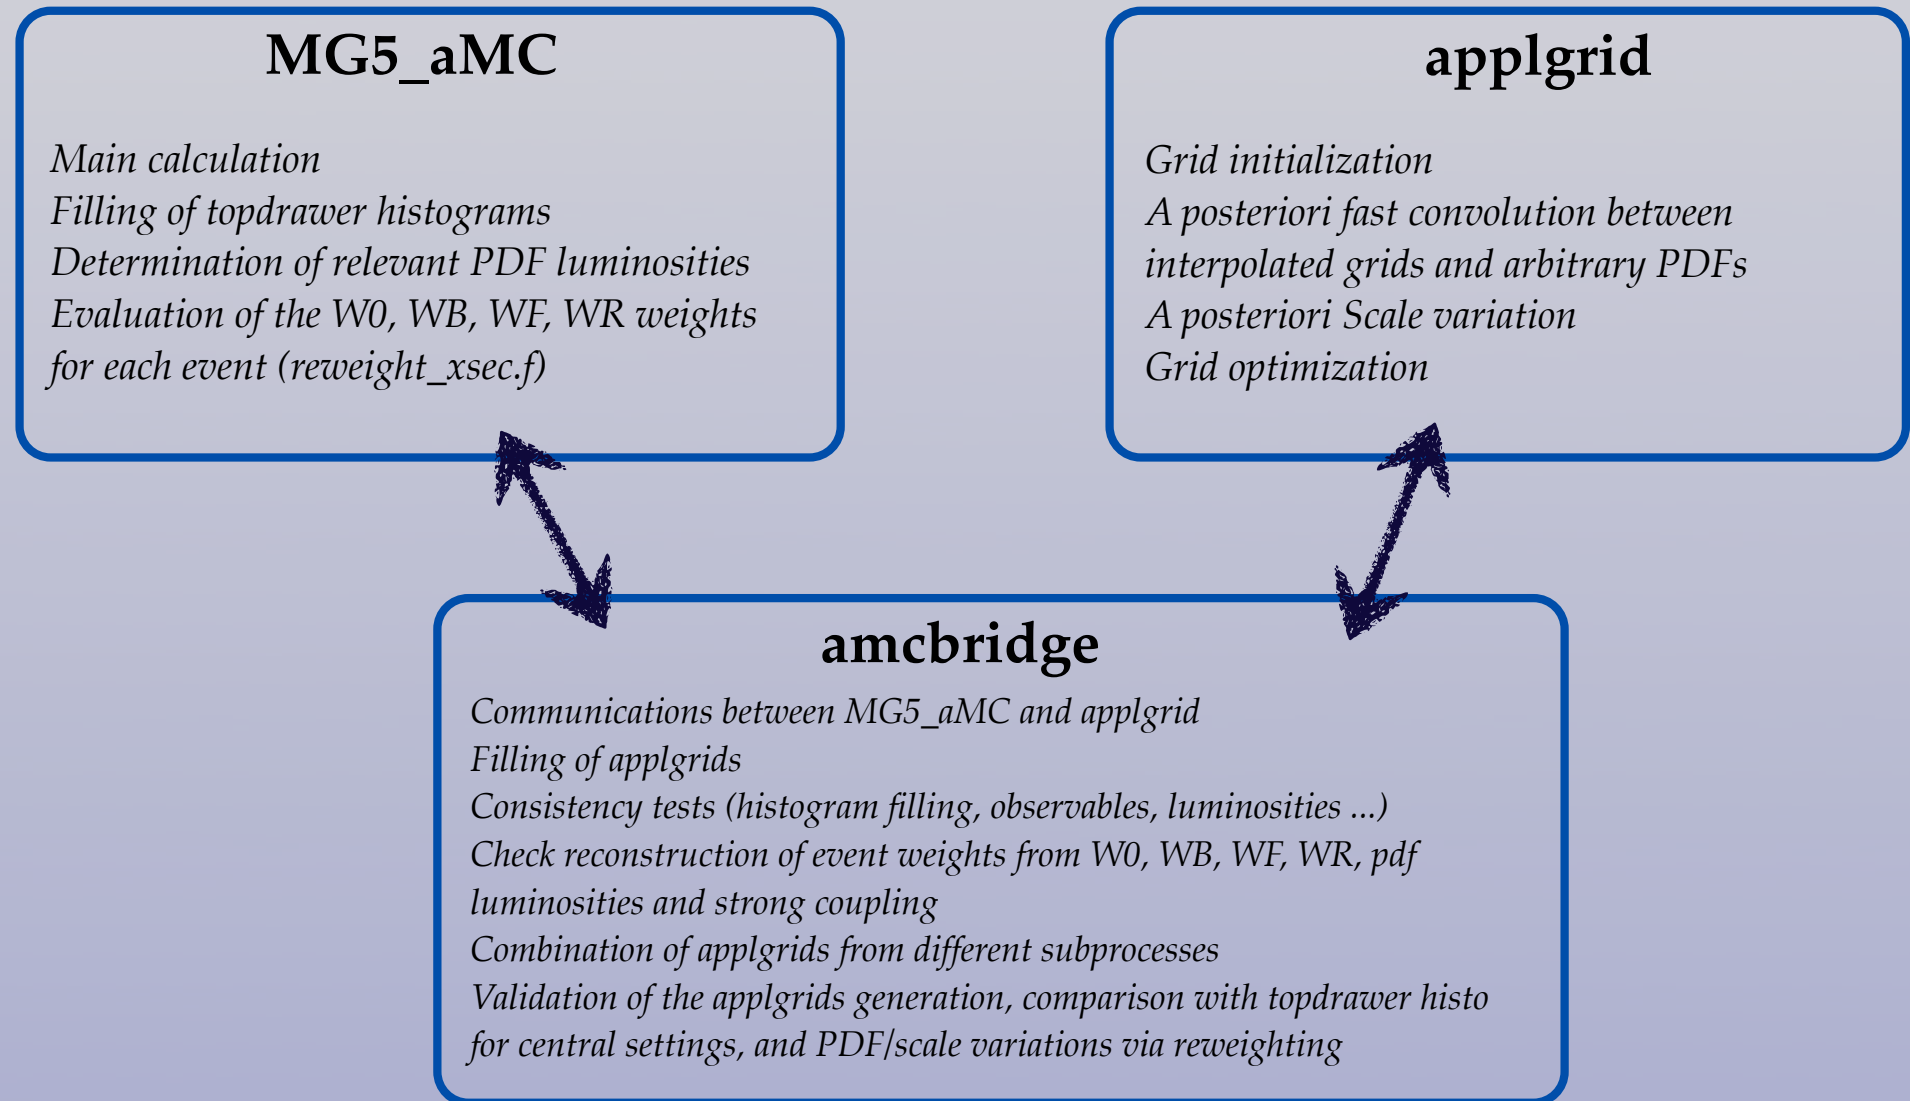 MG5_aMC
Main calculation
Filling of topdrawer histograms
Determination of relevant PDF luminosities
Evaluation of the W0, WB, WF, WR weights
for each event (reweight_xsec.f)
applgrid
Grid initialization
A posteriori fast convolution between
interpolated grids and arbitrary PDFs
A posteriori Scale variation
Grid optimization
amcbridge
Communications between MG5_aMC and applgrid
Filling of applgrids
Consistency tests (histogram filling, observables, luminosities ...)
Check reconstruction of event weights from W0, WB, WF, WR, pdf
luminosities and strong coupling
Combination of applgrids from different subprocesses
Validation of the applgrids generation, comparison with topdrawer histo
for central settings, and PDF/scale variations via reweighting